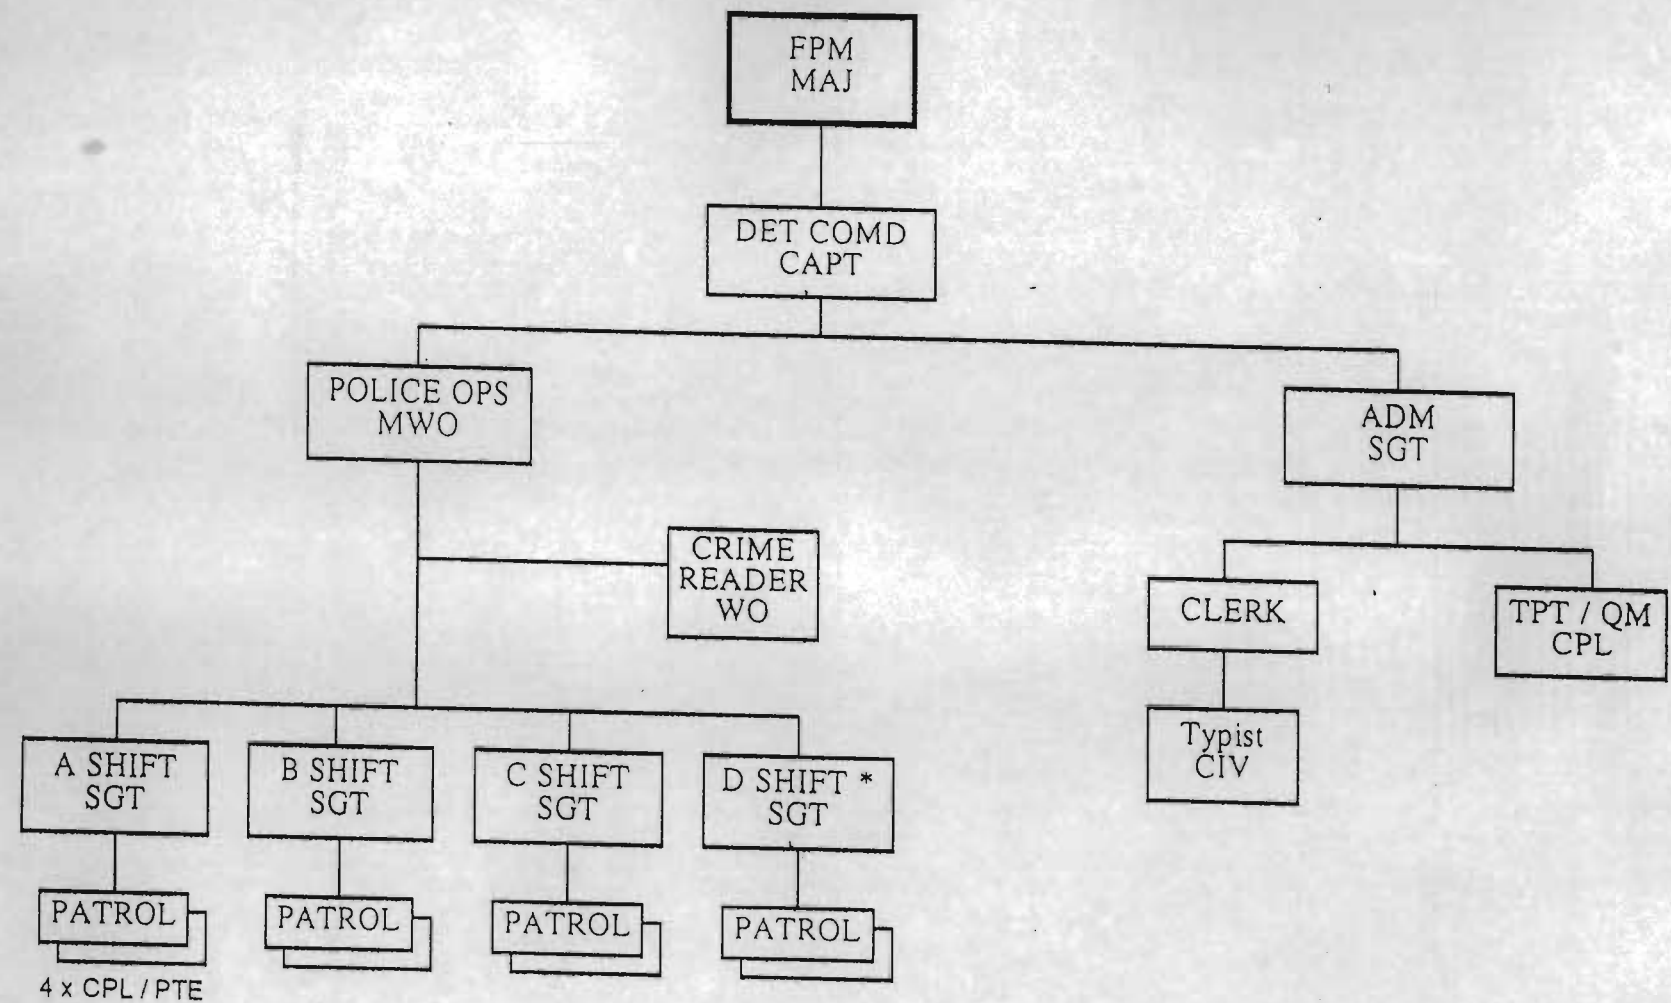 FPM
MAJ
DET COMD
CAPT
POLICE OPS
MWO
ADM
SGT
CRIME
READER
WO
CLERK
TPT / QM
CPL
Typist
CIV
A SHIFT
SGT
B SHIFT
SGT
C SHIFT
SGT
D SHIFT *
SGT
PATROL
PATROL
PATROL
PATROL
4 x CPL / PTE